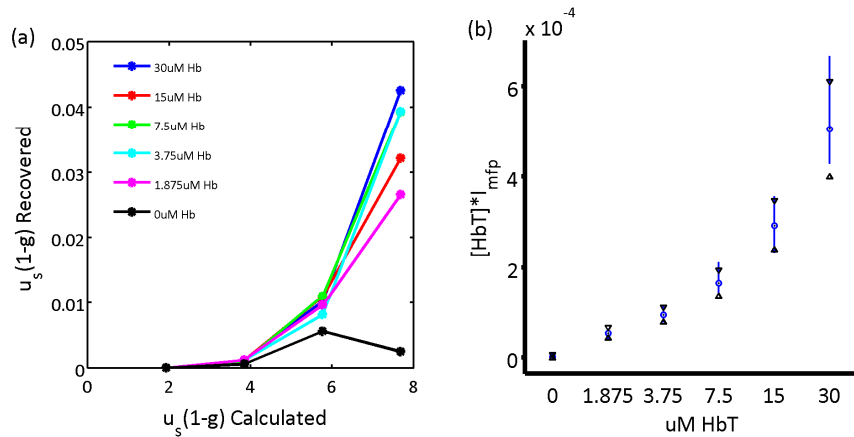 (a)
0.05
0.04
0.03
0.02
0.01
0
0 2 4 6 8
u_s(1-g) Recovered
u_s(1-g) Calculated
30uM Hb
15uM Hb
7.5uM Hb
3.75uM Hb
1.875uM Hb
0uM Hb
(b)
x 10^-4
6
4
2
0
[HbT]*l_mfp
0 1.875 3.75 7.5 15 30
uM HbT